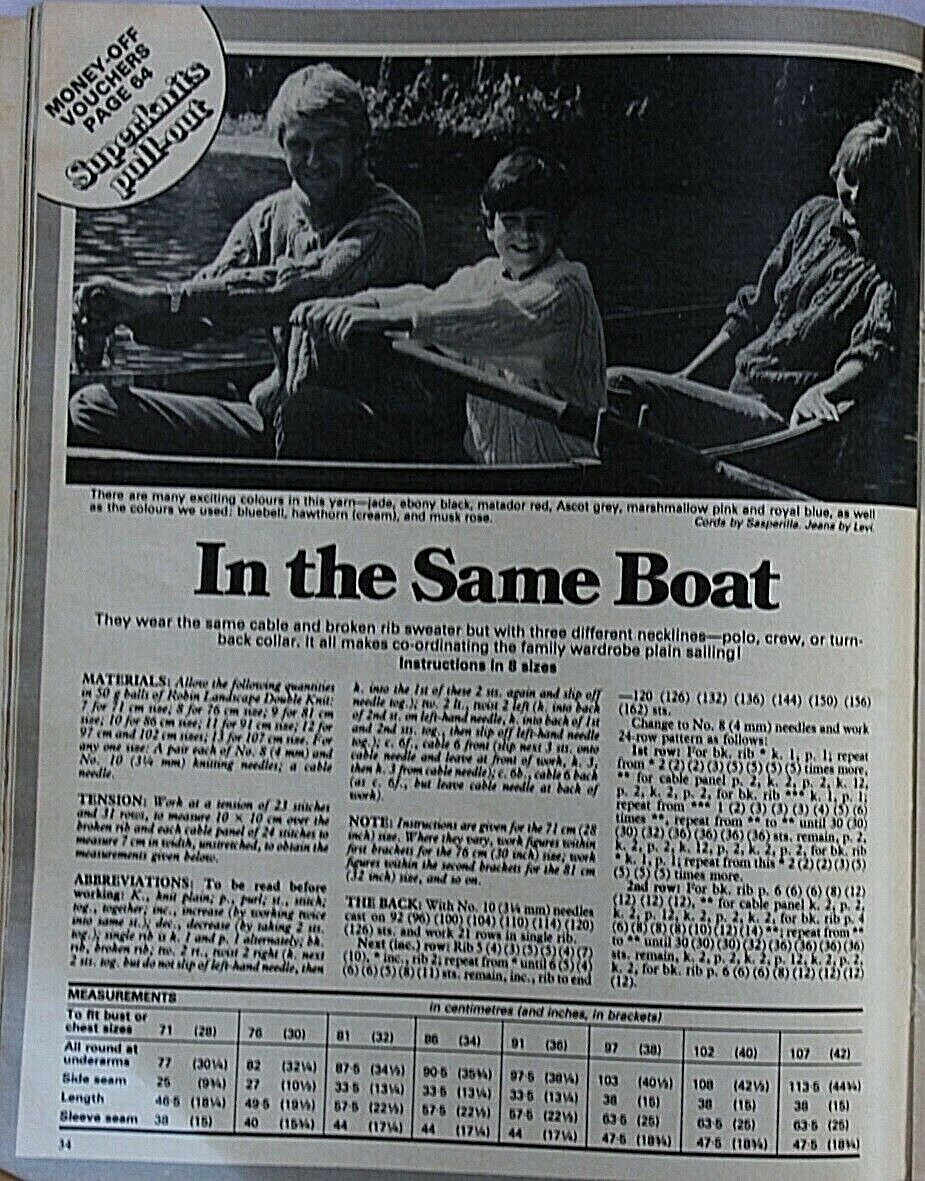 MONEY-OFF
VOUCHERS
PAGE 64
Superknits
pull-out
There are many exciting colours in this yarn—jade, ebony black, matador red, Ascot grey, marshmallow pink and royal blue, as well
as the colours we used: bluebell, hawthorn (cream), and musk rose.
Cords by Sasperilla. Jeans by Levi.
In the Same Boat
They wear the same cable and broken rib sweater but with three different necklines—polo, crew, or turn-
back collar. It all makes co-ordinating the family wardrobe plain sailing!
Instructions in 8 sizes
MATERIALS: Allow the following quantities
in 50 g balls of Robin Landscape Double Knit:
7 for 71 cm size; 8 for 76 cm size; 9 for 81 cm
size; 10 for 86 cm size; 11 for 91 cm size; 12 for
97 cm and 102 cm sizes; 13 for 107 cm size. For
any one size: A pair each of No. 8 (4 mm) and
No. 10 (3¼ mm) knitting needles; a cable
needle.
TENSION: Work at a tension of 23 stitches
and 31 rows, to measure 10 × 10 cm over the
broken rib and each cable panel of 24 stitches to
measure 7 cm in width, unstretched, to obtain the
measurements given below.
ABBREVIATIONS: To be read before
working: K., knit plain; p., purl; st., stitch;
tog., together; inc., increase (by working twice
into same st.); dec., decrease (by taking 2 sts.
tog.); single rib is k. 1 and p. 1 alternately; bk.
rib, broken rib; tw. 2 rt., twist 2 right (k. next
2 sts. tog. but do not slip off left-hand needle, then
k. into the 1st of these 2 sts. again and slip off
needle tog.); tw. 2 lt., twist 2 left (k. into back
of 2nd st. on left-hand needle, k. into back of 1st
and 2nd sts. tog., then slip off left-hand needle
tog.); c. 6f., cable 6 front (slip next 3 sts. onto
cable needle and leave at front of work, k. 3,
then k. 3 from cable needle); c. 6b., cable 6 back
(as c. 6f., but leave cable needle at back of
work).
NOTE: Instructions are given for the 71 cm (28
inch) size. Where they vary, work figures within
first brackets for the 76 cm (30 inch) size; work
figures within the second brackets for the 81 cm
(32 inch) size, and so on.
THE BACK: With No. 10 (3¼ mm) needles
cast on 92 (96) (100) (104) (110) (114) (120)
(126) sts. and work 21 rows in single rib.
Next (inc.) row: Rib 5 (4) (3) (5) (5) (4) (7)
(10), * inc., rib 2; repeat from * until 6 (5) (4)
(6) (6) (5) (8) (11) sts. remain, inc., rib to end
—120 (126) (132) (136) (144) (150) (156)
(162) sts.
Change to No. 8 (4 mm) needles and work
24-row pattern as follows:
1st row: For bk. rib * k. 1, p. 1; repeat
from * 2 (2) (2) (3) (5) (5) (5) (5) times more,
** for cable panel p. 2, k. 2, p. 2, k. 12,
p. 2, k. 2, p. 2, for bk. rib *** k. 1, p. 1;
repeat from *** 1 (2) (3) (3) (3) (4) (5) (6)
times **, repeat from ** to ** until 30 (30)
(30) (32) (36) (36) (36) (36) sts. remain, p. 2,
k. 2, p. 2, k. 12, p. 2, k. 2, p. 2, for bk. rib
* k. 1, p. 1; repeat from this * 2 (2) (2) (3) (5)
(5) (5) (5) times more.
2nd row: For bk. rib p. 6 (6) (6) (8) (12)
(12) (12) (12), ** for cable panel k. 2, p. 2,
k. 2, p. 12, k. 2, p. 2, k. 2, for bk. rib p. 4
(6) (8) (8) (8) (10) (12) (14) **; repeat from **
to ** until 30 (30) (30) (32) (36) (36) (36) (36)
sts. remain, k. 2, p. 2, k. 2, p. 12, k. 2, p. 2,
k. 2, for bk. rib p. 6 (6) (6) (8) (12) (12) (12)
(12).
MEASUREMENTS in centimetres (and inches, in brackets)
To fit bust or
chest sizes 71 (28) 76 (30) 81 (32) 86 (34) 91 (36) 97 (38) 102 (40) 107 (42)
All round at
underarms 77 (30¼) 82 (32¼) 87·5 (34½) 90·5 (35¾) 97·5 (38¼) 103 (40½) 108 (42½) 113·5 (44¾)
Side seam 25 (9¾) 27 (10½) 33·5 (13¼) 33·5 (13¼) 33·5 (13¼) 38 (15) 38 (15) 38 (15)
Length 46·5 (18¼) 49·5 (19½) 57·5 (22½) 57·5 (22½) 57·5 (22½) 63·5 (25) 63·5 (25) 63·5 (25)
Sleeve seam 38 (15) 40 (15¾) 44 (17¼) 44 (17¼) 44 (17¼) 47·5 (18¾) 47·5 (18¾) 47·5 (18¾)
34